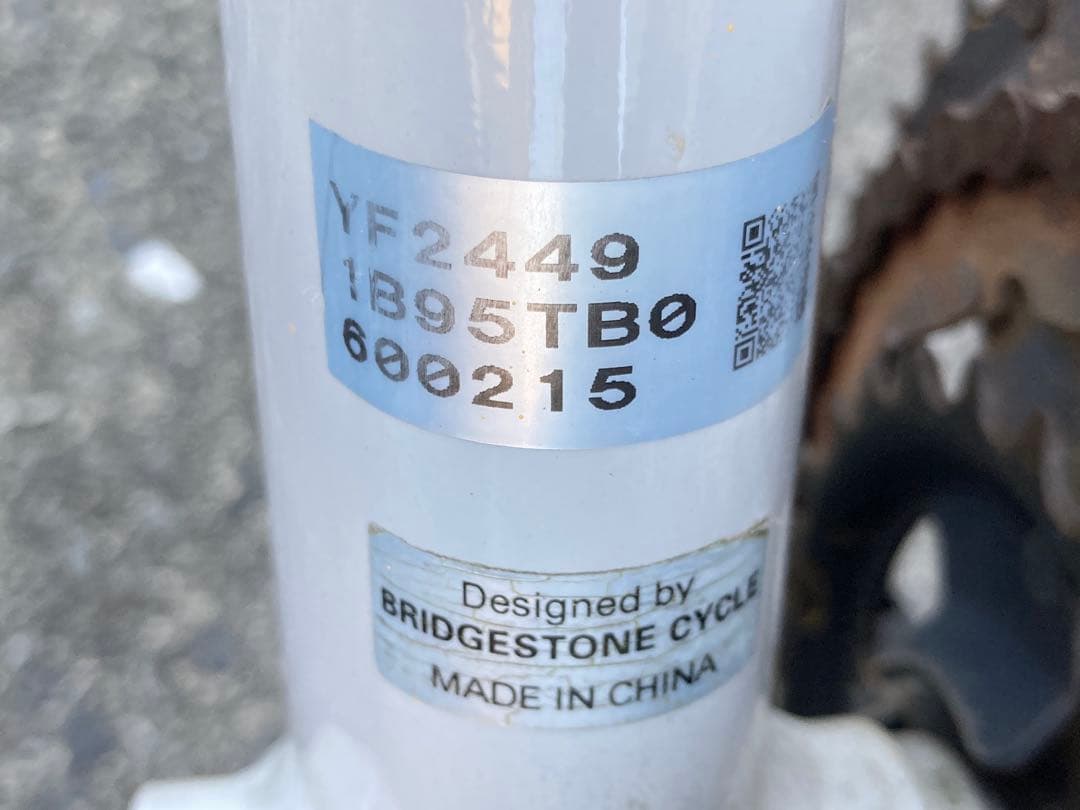 YF2449
1B95TB0
600215
Designed by
BRIDGESTONE CYCLE
MADE IN CHINA